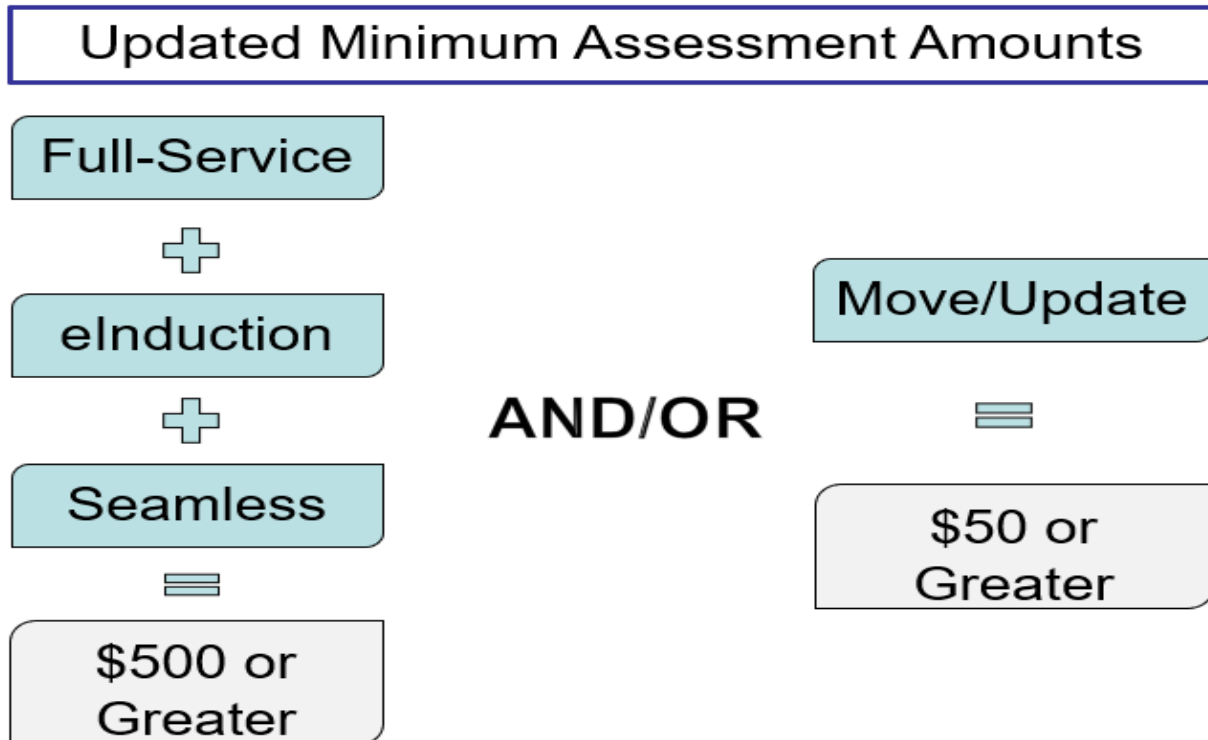 Updated Minimum Assessment Amounts
Full-Service
eInduction
Seamless
$500 or
Greater
AND/OR
Move/Update
$50 or
Greater